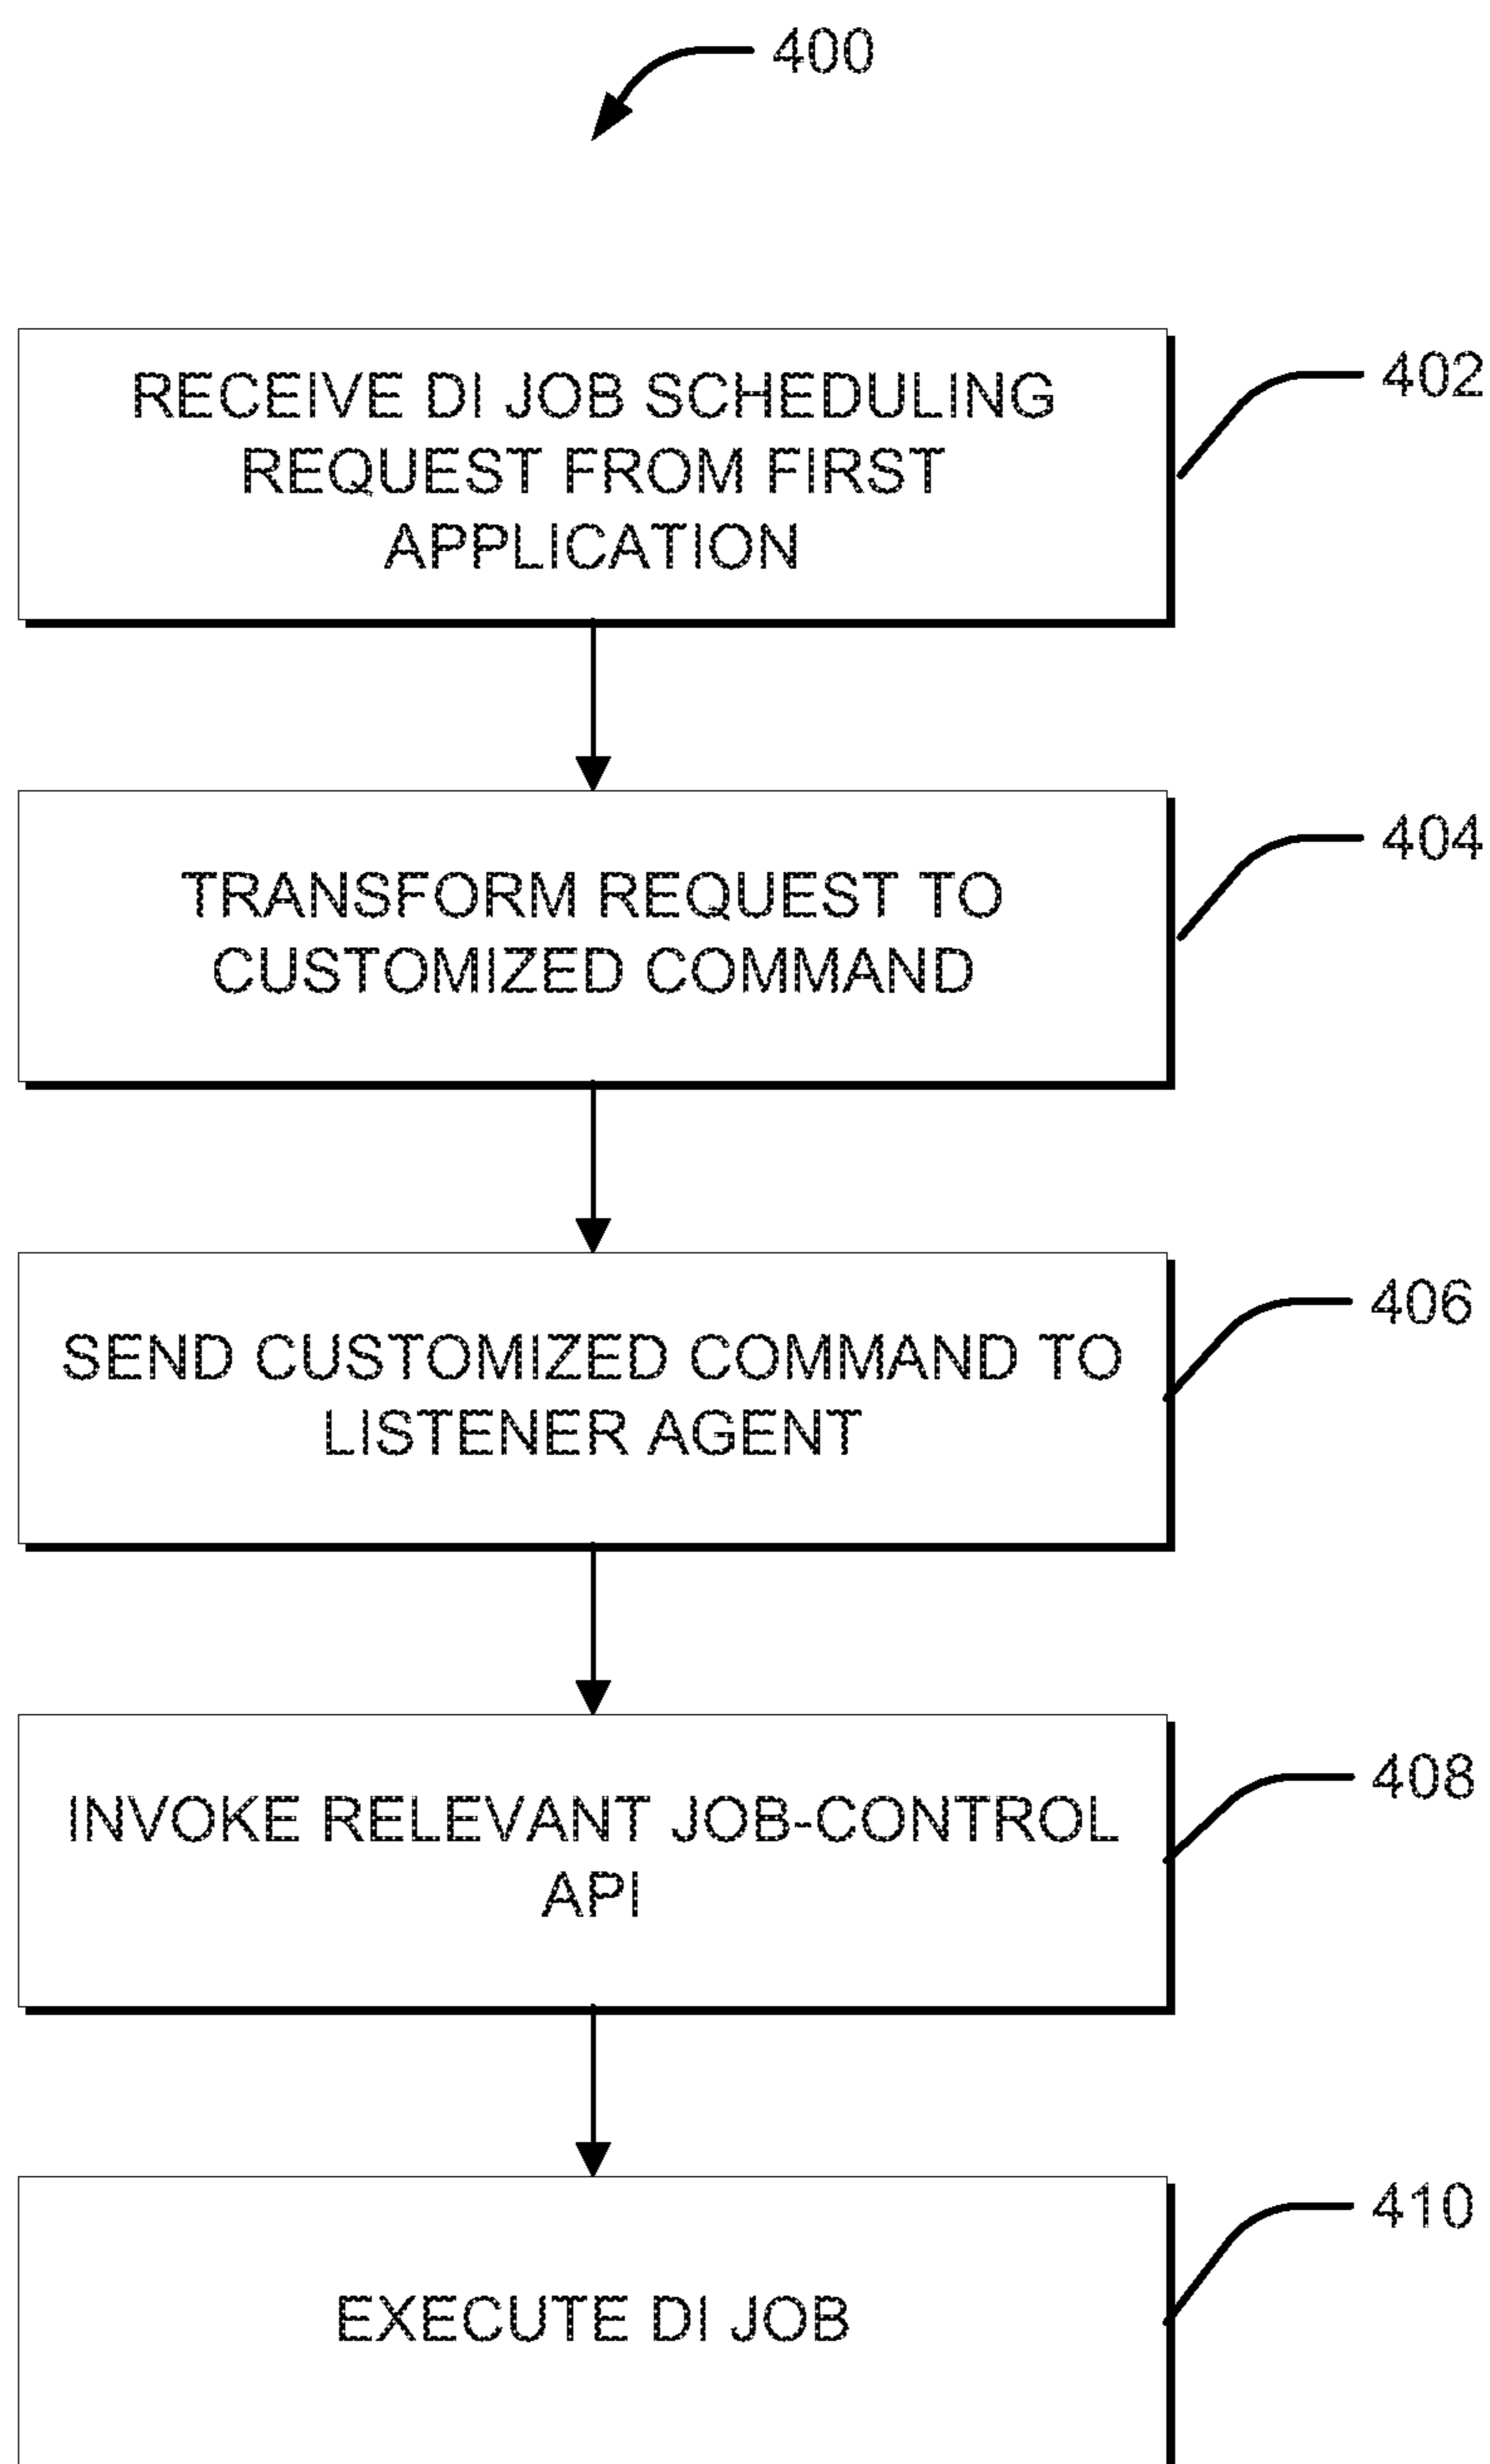 400
RECEIVE DI JOB SCHEDULING
REQUEST FROM FIRST
APPLICATION
402
TRANSFORM REQUEST TO
CUSTOMIZED COMMAND
404
SEND CUSTOMIZED COMMAND TO
LISTENER AGENT
406
INVOKE RELEVANT JOB-CONTROL
API
408
EXECUTE DI JOB
410